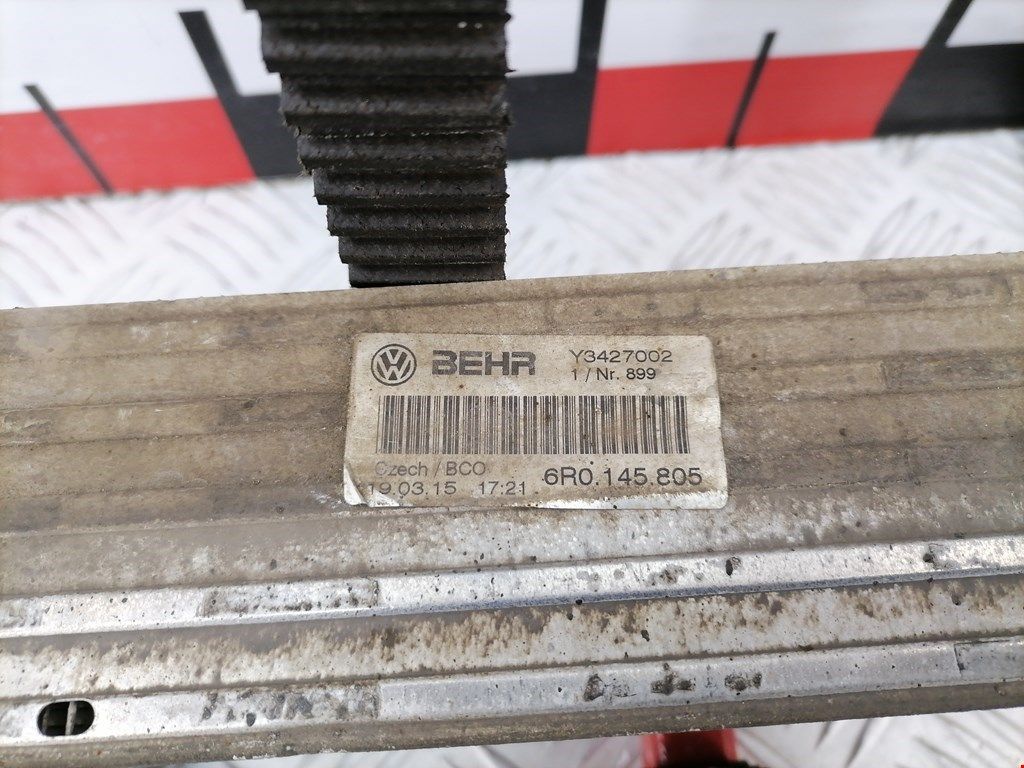 VW BEHR Y3427002
1 / Nr. 899
Czech / BCO 6R0.145.805
19.03.15 17:21